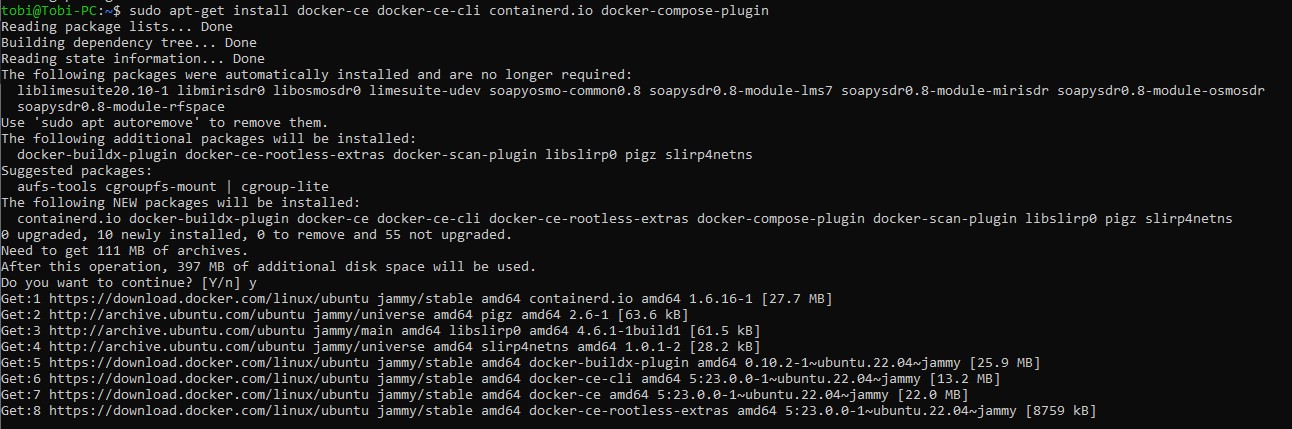 tobi@Tobi-PC:~$ sudo apt-get install docker-ce docker-ce-cli containerd.io docker-compose-plugin
Reading package lists... Done
Building dependency tree... Done
Reading state information... Done
The following packages were automatically installed and are no longer required:
  liblimesuite20.10-1 libmirisdr0 libosmosdr0 limesuite-udev soapyosmo-common0.8 soapysdr0.8-module-lms7 soapysdr0.8-module-mirisdr soapysdr0.8-module-osmosdr
  soapysdr0.8-module-rfspace
Use 'sudo apt autoremove' to remove them.
The following additional packages will be installed:
  docker-buildx-plugin docker-ce-rootless-extras docker-scan-plugin libslirp0 pigz slirp4netns
Suggested packages:
  aufs-tools cgroupfs-mount | cgroup-lite
The following NEW packages will be installed:
  containerd.io docker-buildx-plugin docker-ce docker-ce-cli docker-ce-rootless-extras docker-compose-plugin docker-scan-plugin libslirp0 pigz slirp4netns
0 upgraded, 10 newly installed, 0 to remove and 55 not upgraded.
Need to get 111 MB of archives.
After this operation, 397 MB of additional disk space will be used.
Do you want to continue? [Y/n] y
Get:1 https://download.docker.com/linux/ubuntu jammy/stable amd64 containerd.io amd64 1.6.16-1 [27.7 MB]
Get:2 http://archive.ubuntu.com/ubuntu jammy/universe amd64 pigz amd64 2.6-1 [63.6 kB]
Get:3 http://archive.ubuntu.com/ubuntu jammy/main amd64 libslirp0 amd64 4.6.1-1build1 [61.5 kB]
Get:4 http://archive.ubuntu.com/ubuntu jammy/universe amd64 slirp4netns amd64 1.0.1-2 [28.2 kB]
Get:5 https://download.docker.com/linux/ubuntu jammy/stable amd64 docker-buildx-plugin amd64 0.10.2-1~ubuntu.22.04~jammy [25.9 MB]
Get:6 https://download.docker.com/linux/ubuntu jammy/stable amd64 docker-ce-cli amd64 5:23.0.0-1~ubuntu.22.04~jammy [13.2 MB]
Get:7 https://download.docker.com/linux/ubuntu jammy/stable amd64 docker-ce amd64 5:23.0.0-1~ubuntu.22.04~jammy [22.0 MB]
Get:8 https://download.docker.com/linux/ubuntu jammy/stable amd64 docker-ce-rootless-extras amd64 5:23.0.0-1~ubuntu.22.04~jammy [8759 kB]